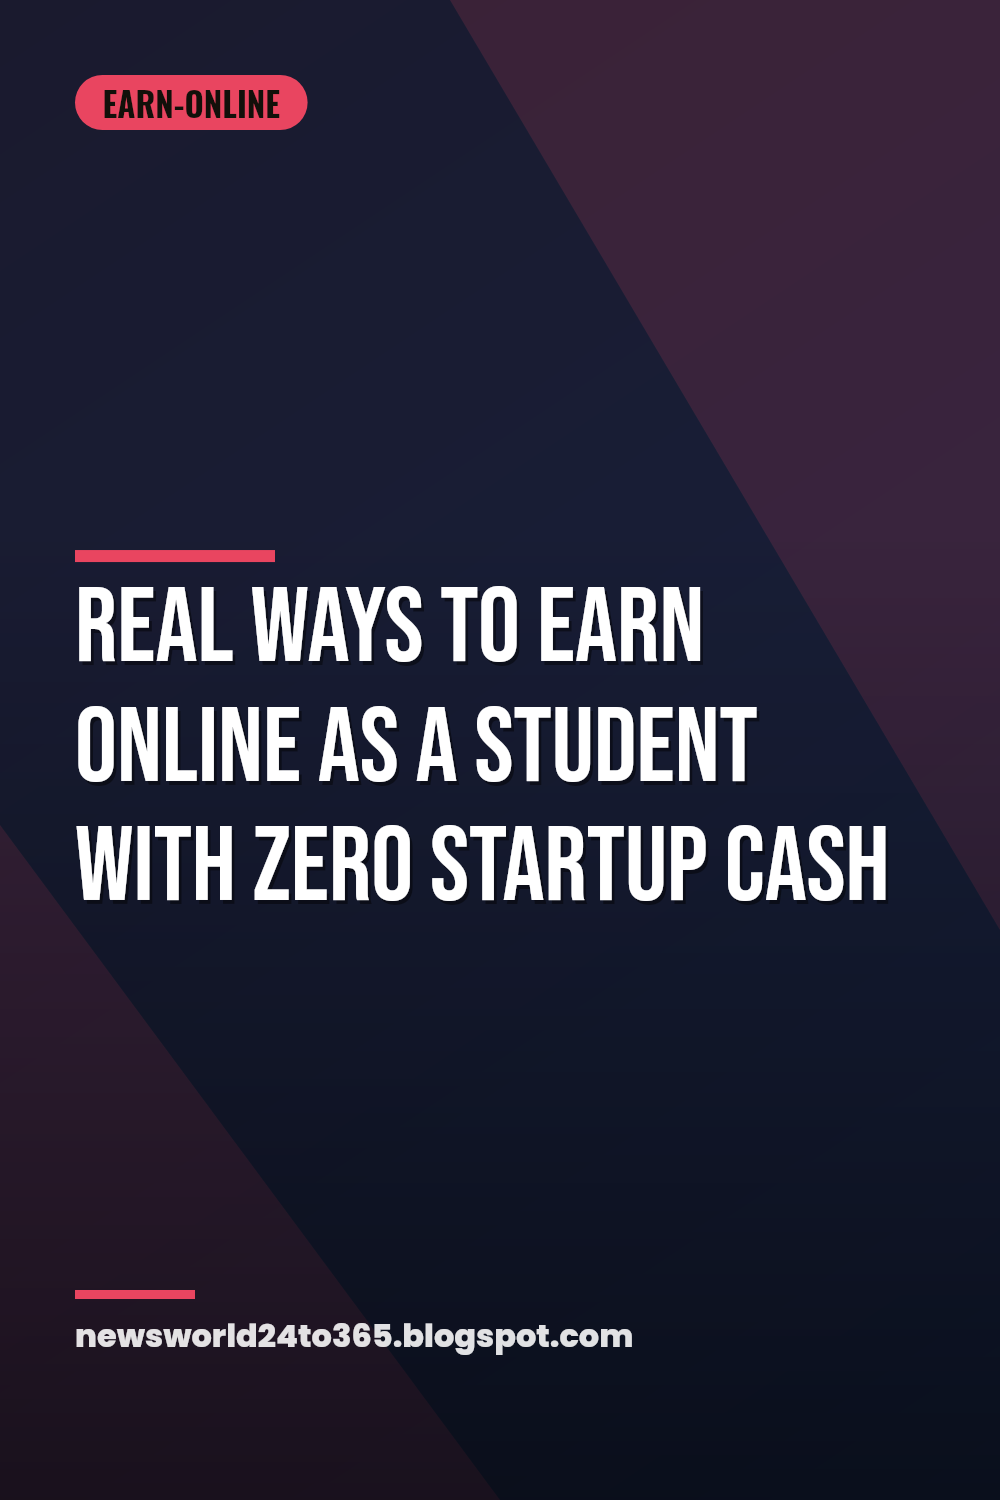 EARN-ONLINE
REAL WAYS TO EARN
ONLINE AS A STUDENT
WITH ZERO STARTUP CASH
newsworld24to365.blogspot.com